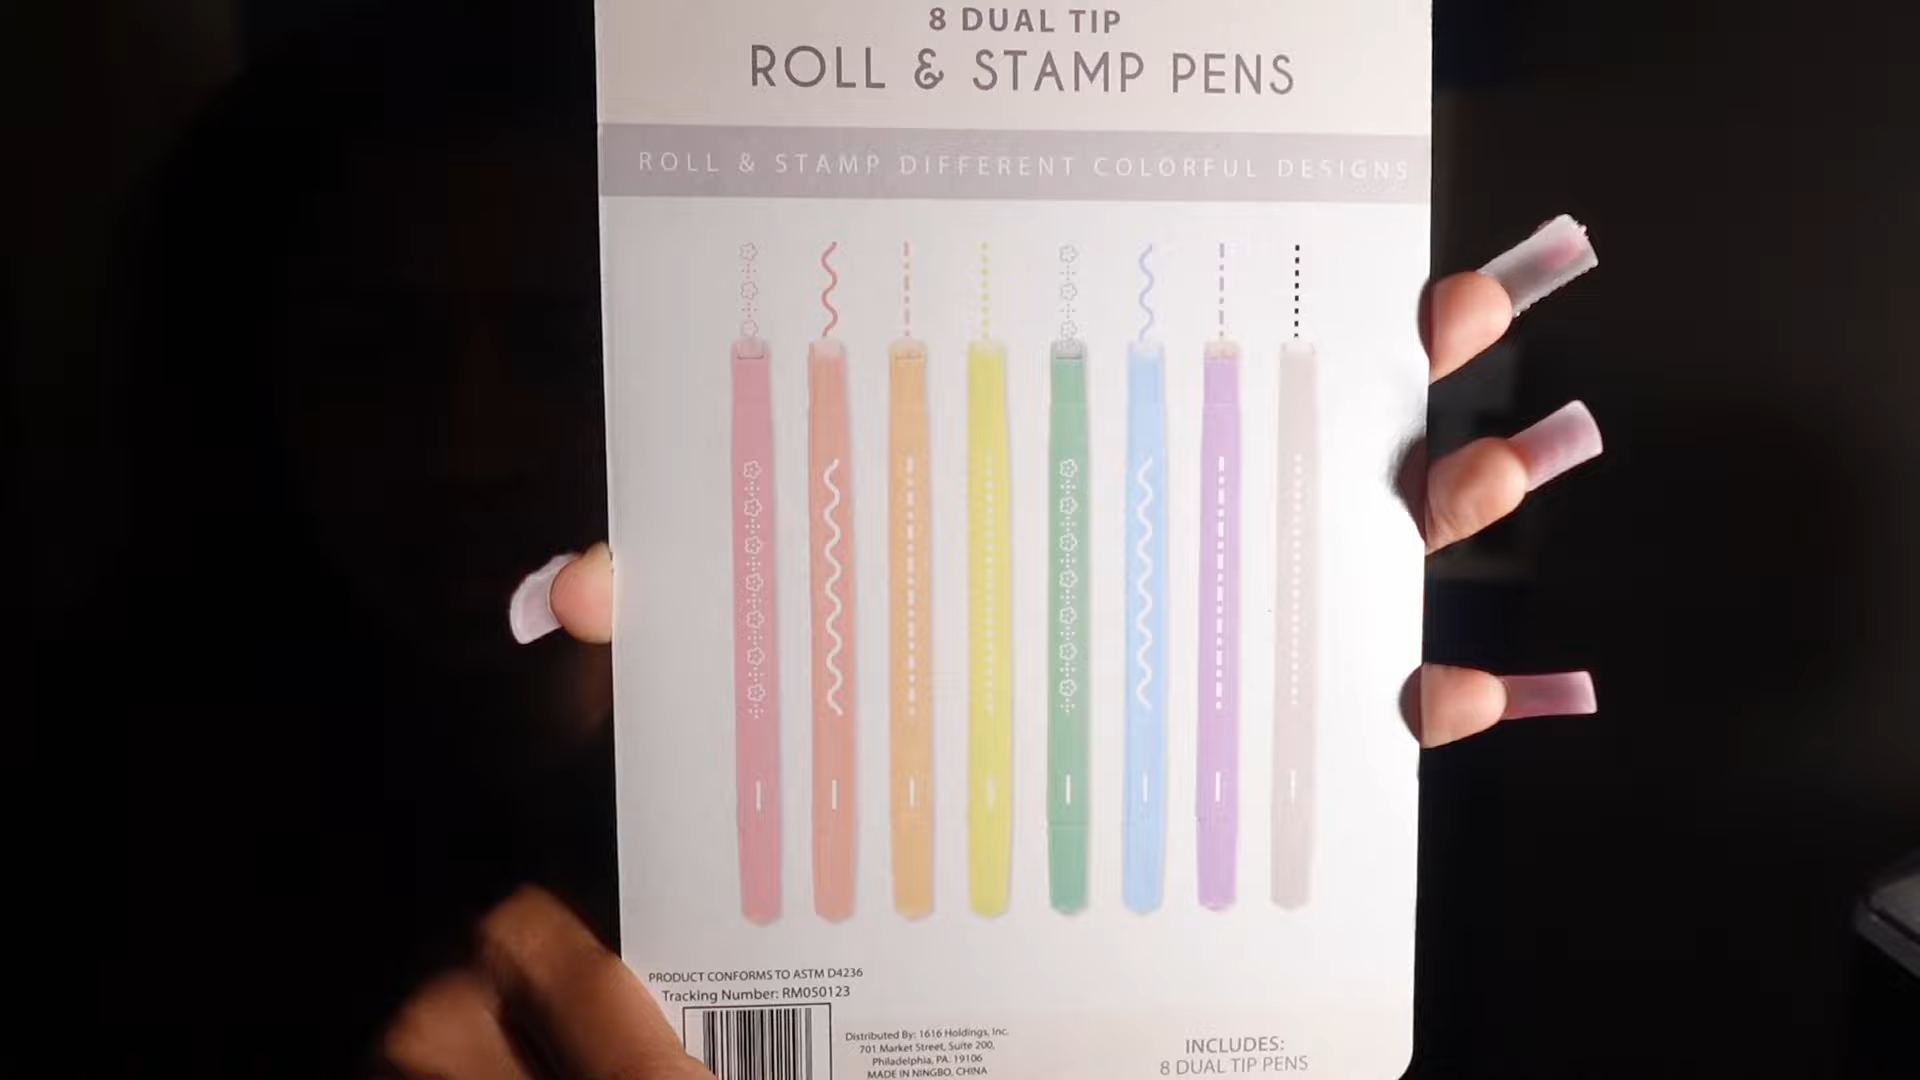 8 DUAL TIP
ROLL & STAMP PENS
ROLL & STAMP DIFFERENT COLORFUL DESIGNS
PRODUCT CONFORMS TO ASTM D4236
Tracking Number: RM050123
Distributed By: 1616 Holdings, Inc.
701 Market Street, Suite 200,
Philadelphia, PA. 19106
MADE IN NINGBO, CHINA
INCLUDES:
8 DUAL TIP PENS